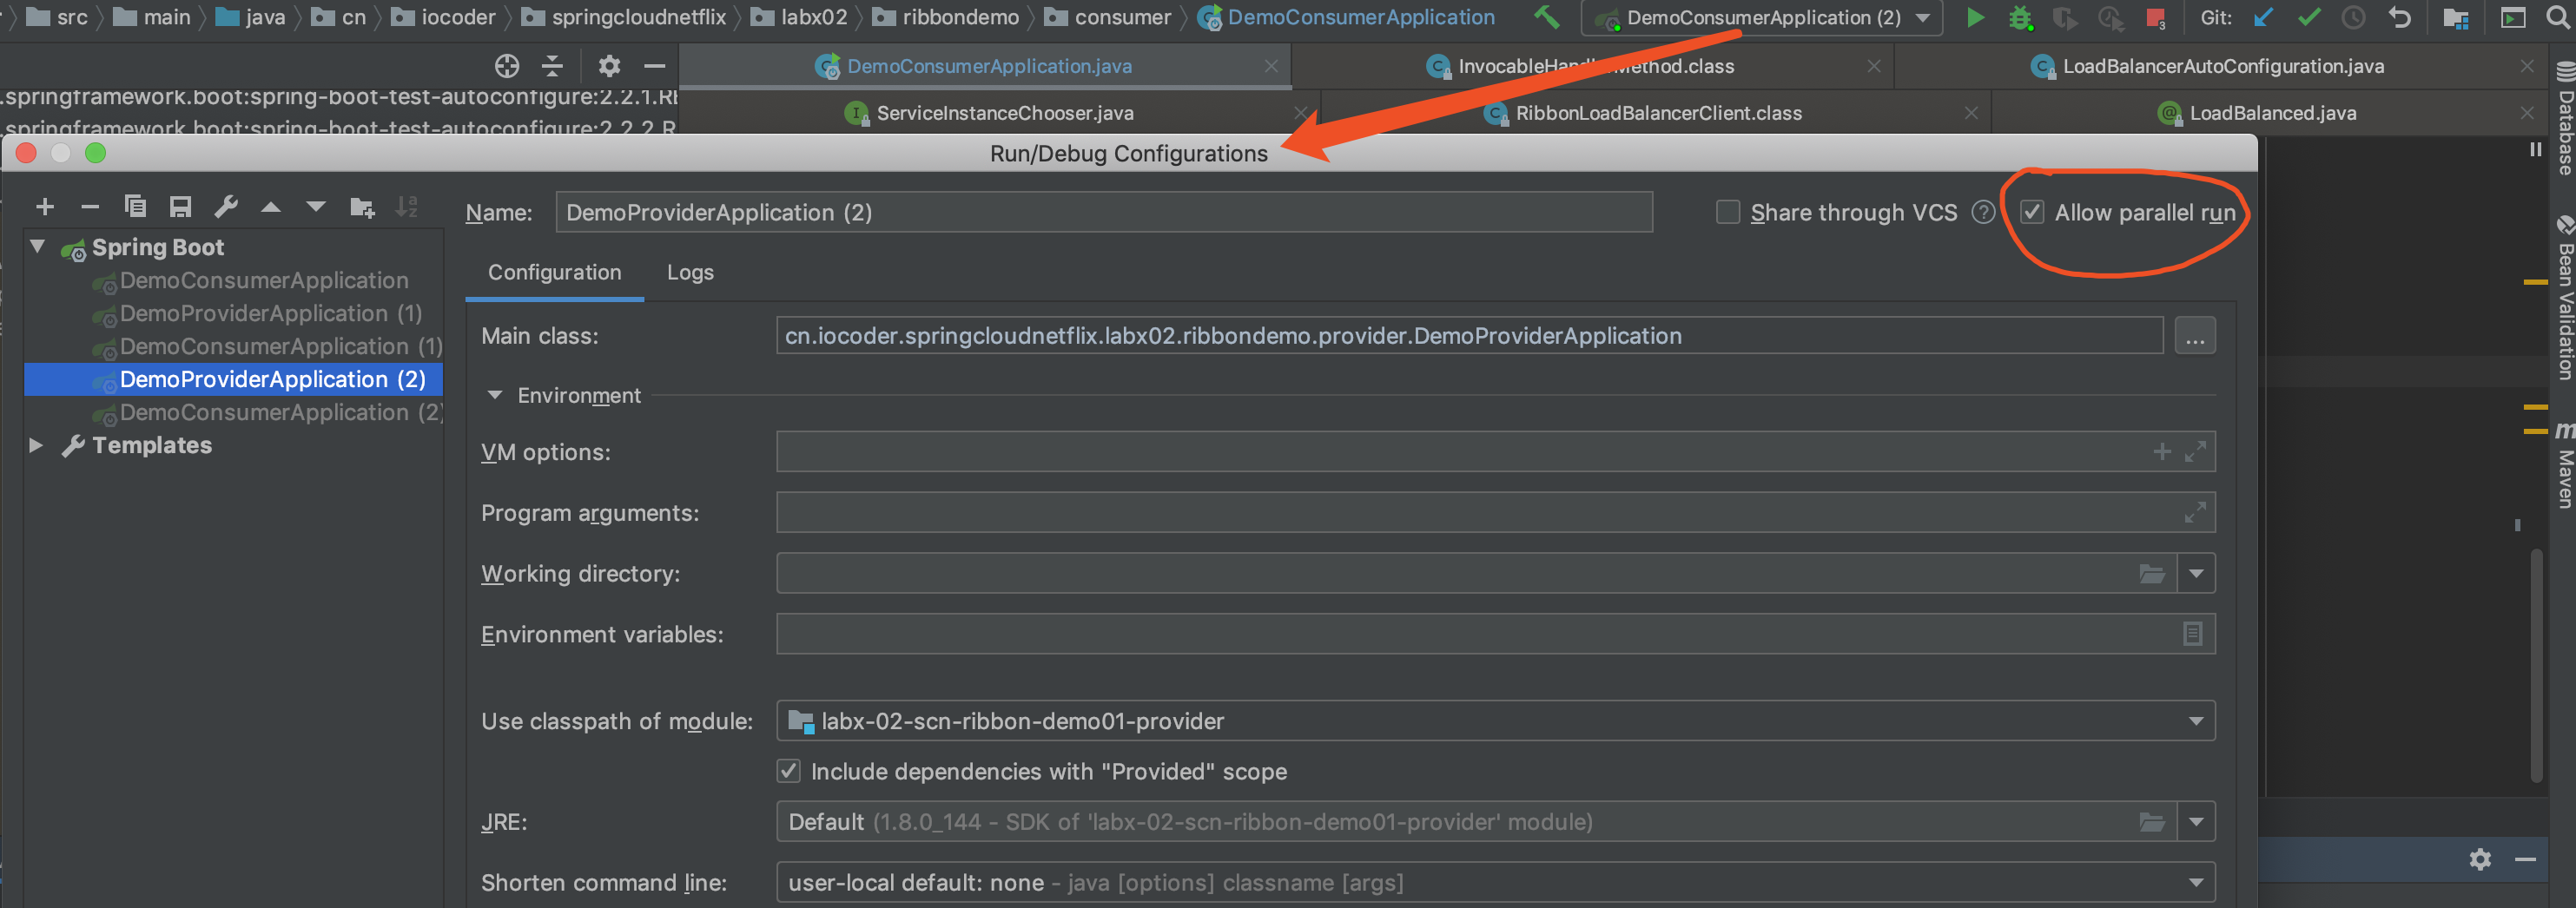 src main java cn iocoder springcloudnetflix labx02 ribbondemo consumer DemoConsumerApplication DemoConsumerApplication (2) 3 Git:
DemoConsumerApplication.java InvocableHandlerMethod.class LoadBalancerAutoConfiguration.java
.springframework.boot:spring-boot-test-autoconfigure:2.2.1.RE
ServiceInstanceChooser.java RibbonLoadBalancerClient.class LoadBalanced.java
.springframework.boot:spring-boot-test-autoconfigure:2.2.2.R
Run/Debug Configurations
Name: DemoProviderApplication (2) Share through VCS ? Allow parallel run
Spring Boot
DemoConsumerApplication
DemoProviderApplication (1)
DemoConsumerApplication (1)
DemoProviderApplication (2)
DemoConsumerApplication (2)
Templates
Configuration Logs
Main class: cn.iocoder.springcloudnetflix.labx02.ribbondemo.provider.DemoProviderApplication ...
Environment
VM options:
Program arguments:
Working directory:
Environment variables:
Use classpath of module: labx-02-scn-ribbon-demo01-provider
Include dependencies with "Provided" scope
JRE: Default (1.8.0_144 - SDK of 'labx-02-scn-ribbon-demo01-provider' module)
Shorten command line: user-local default: none - java [options] classname [args]
Database
Bean Validation
m Maven